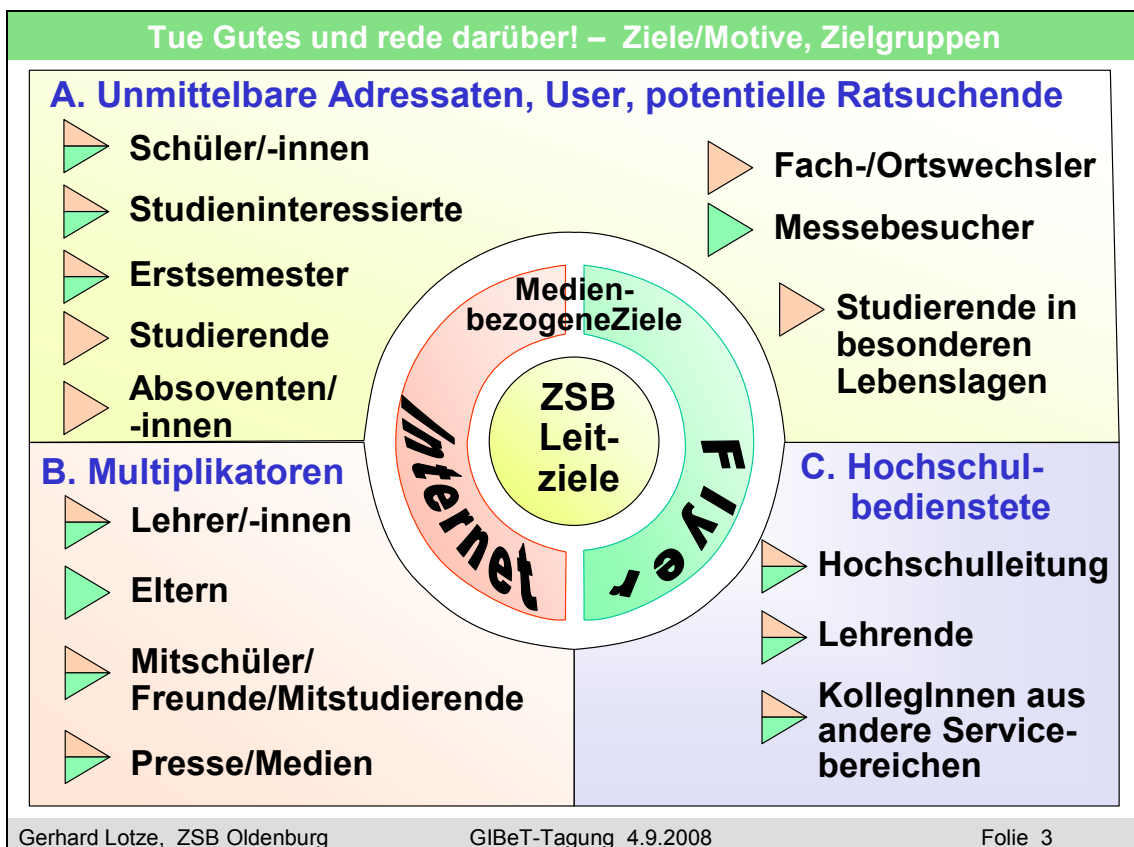 Tue Gutes und rede darüber! – Ziele/Motive, Zielgruppen
A. Unmittelbare Adressaten, User, potentielle Ratsuchende
Schüler/-innen
Studieninteressierte
Erstsemester
Studierende
Absoventen/
-innen
Fach-/Ortswechsler
Messebesucher
Studierende in
besonderen
Lebenslagen
Medien-
bezogeneZiele
ZSB
Leit-
ziele
Internet
Flyer
B. Multiplikatoren
Lehrer/-innen
Eltern
Mitschüler/
Freunde/Mitstudierende
Presse/Medien
C. Hochschul-
bedienstete
Hochschulleitung
Lehrende
KollegInnen aus
andere Service-
bereichen
Gerhard Lotze, ZSB Oldenburg GIBeT-Tagung 4.9.2008 Folie 3